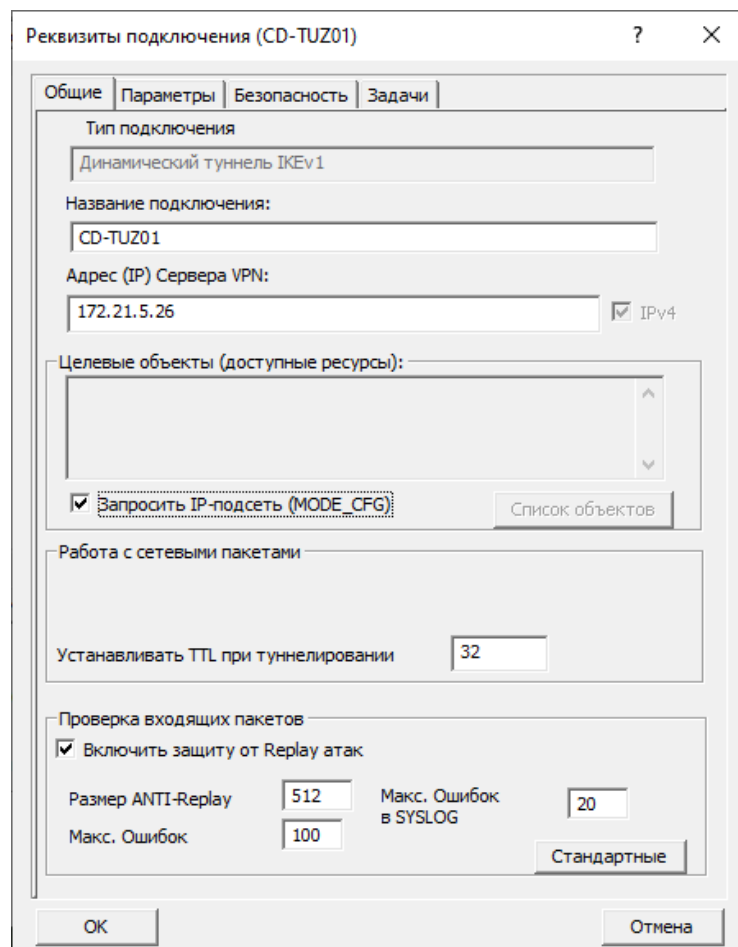 Реквизиты подключения (CD-TUZ01) ? ×
Общие Параметры Безопасность Задачи
Тип подключения
Динамический туннель IKEv1
Название подключения:
CD-TUZ01
Адрес (IP) Сервера VPN:
172.21.5.26 IPv4
Целевые объекты (доступные ресурсы):
Запросить IP-подсеть (MODE_CFG) Список объектов
Работа с сетевыми пакетами
Устанавливать TTL при туннелировании 32
Проверка входящих пакетов
Включить защиту от Replay атак
Размер ANTI-Replay 512 Макс. Ошибок
в SYSLOG 20
Макс. Ошибок 100
Стандартные
OK Отмена